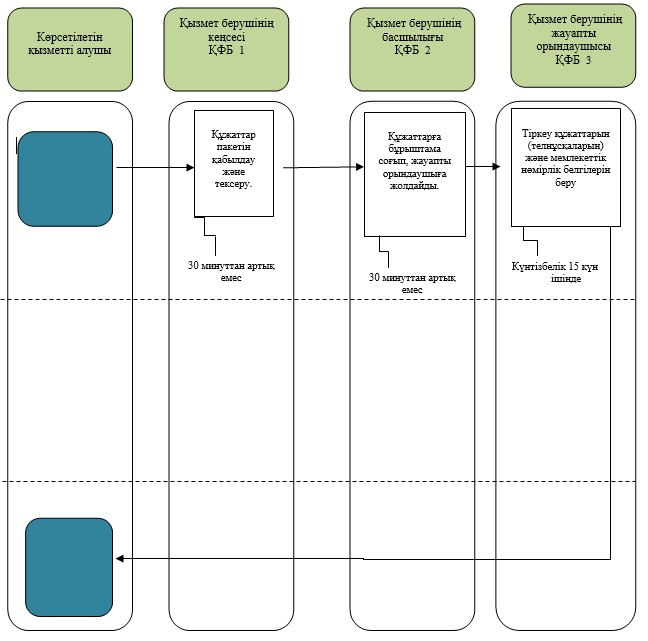 Көрсетілетін
қызметті алушы
Қызмет берушінің
кеңсесі
ҚФБ 1
Қызмет берушінің
басшылығы
ҚФБ 2
Қызмет берушінің
жауапты
орындаушысы
ҚФБ 3
Құжаттар
пакетін
қабылдау
және
тексеру.
Құжаттарға
бұрыштама
соғып, жауапты
орындаушыға
жолдайды.
Тіркеу құжаттарын
(телнұсқаларын)
және мемлекеттік
нөмірлік белгілерін
беру
30 минуттан артық
емес
30 минуттан артық
емес
Күнтізбелік 15 күн
ішінде